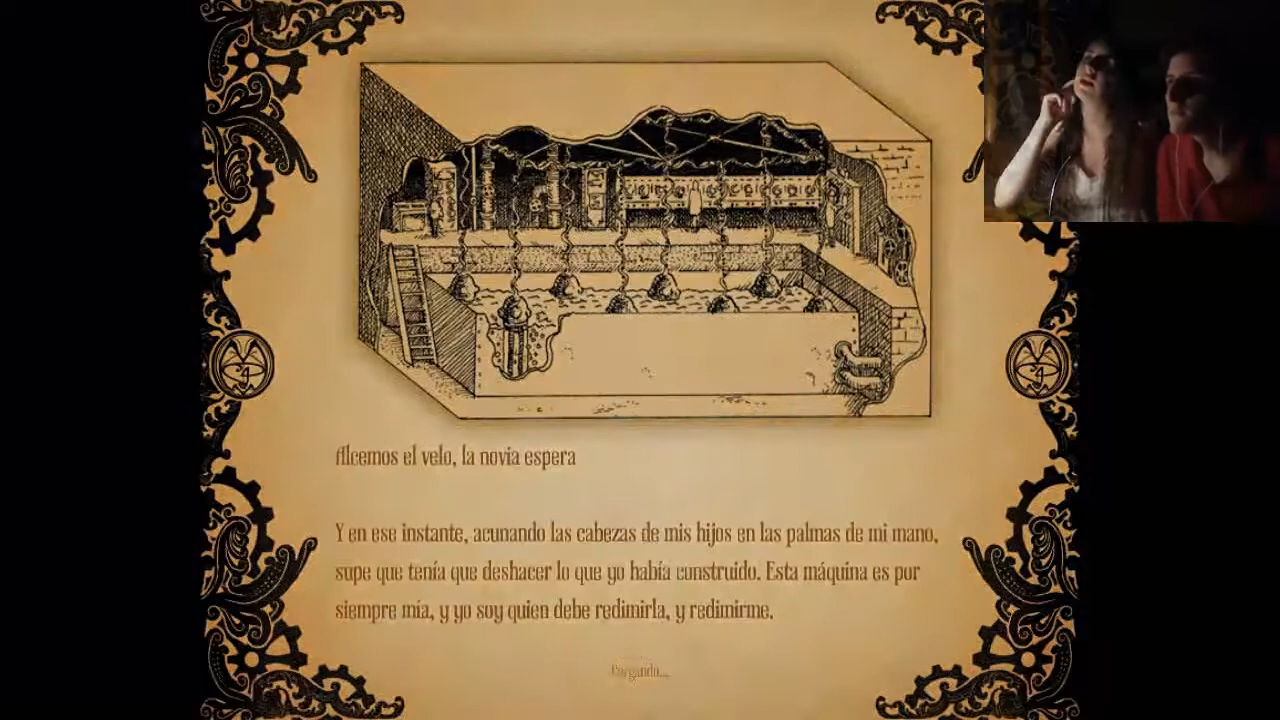 Alcemos el velo, la novia espera
Y en ese instante, acunando las cabezas de mis hijos en las palmas de mi mano,
supe que tenía que deshacer lo que yo había construido. Esta máquina es por
siempre mía, y yo soy quien debe redimirla, y redimirme.
Cargando...